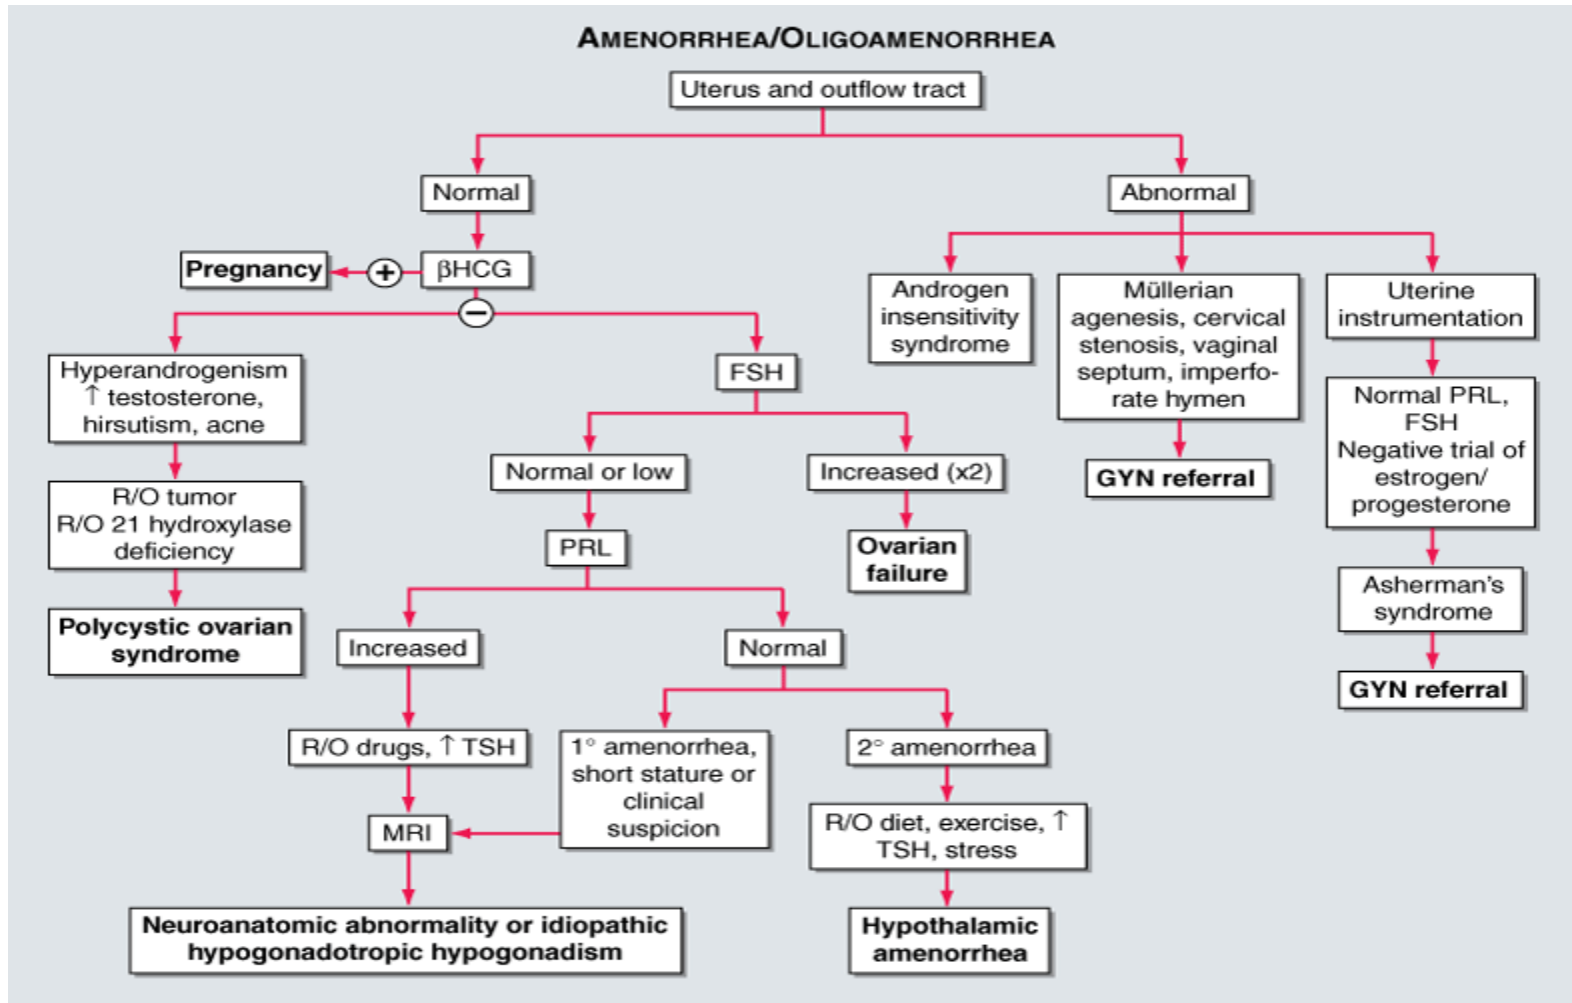 AMENORRHEA/OLIGOAMENORRHEA
Uterus and outflow tract
Normal
Abnormal
Pregnancy
+
βHCG
−
Androgen
insensitivity
syndrome
Müllerian
agenesis, cervical
stenosis, vaginal
septum, imperfo-
rate hymen
Uterine
instrumentation
Hyperandrogenism
↑ testosterone,
hirsutism, acne
FSH
Normal PRL,
FSH
Negative trial of
estrogen/
progesterone
Normal or low
Increased (x2)
GYN referral
R/O tumor
R/O 21 hydroxylase
deficiency
PRL
Ovarian
failure
Asherman's
syndrome
Polycystic ovarian
syndrome
Increased
Normal
GYN referral
R/O drugs, ↑ TSH
1° amenorrhea,
short stature or
clinical
suspicion
2° amenorrhea
MRI
R/O diet, exercise, ↑
TSH, stress
Neuroanatomic abnormality or idiopathic
hypogonadotropic hypogonadism
Hypothalamic
amenorrhea